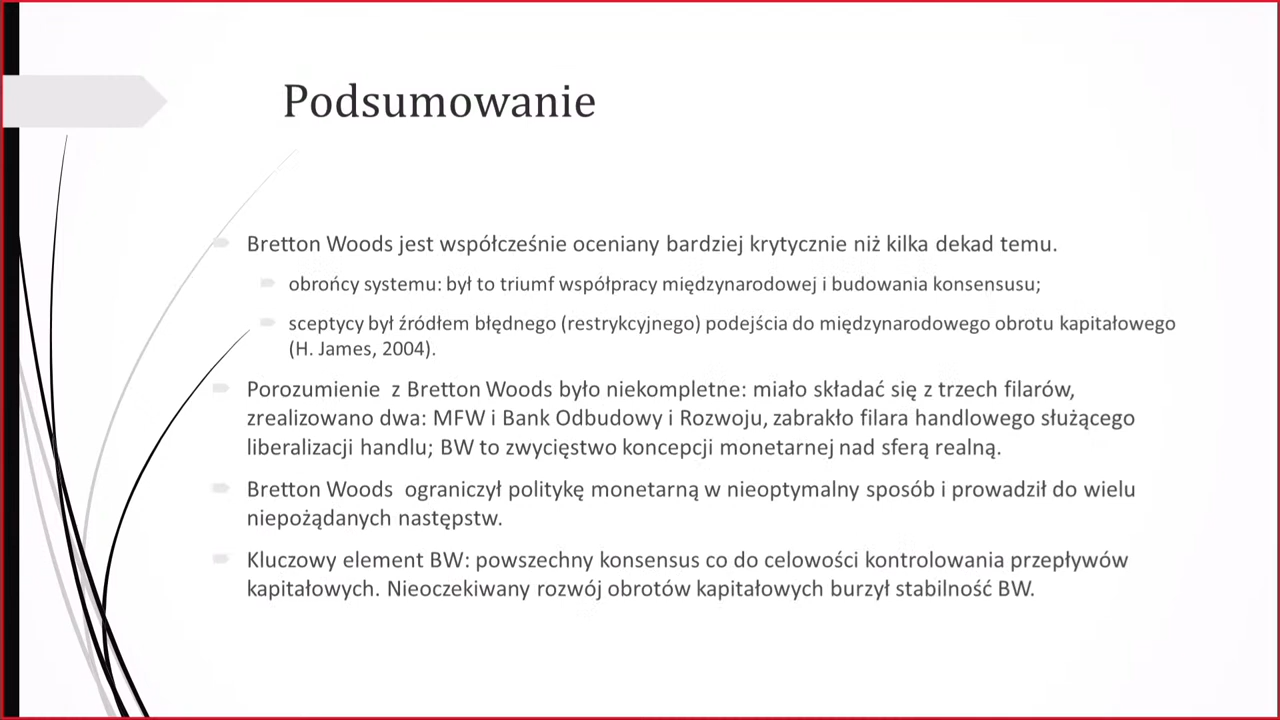 Podsumowanie
Bretton Woods jest współcześnie oceniany bardziej krytycznie niż kilka dekad temu.
obrońcy systemu: był to triumf współpracy międzynarodowej i budowania konsensusu;
sceptycy był źródłem błędnego (restrykcyjnego) podejścia do międzynarodowego obrotu kapitałowego
(H. James, 2004).
Porozumienie z Bretton Woods było niekompletne: miało składać się z trzech filarów,
zrealizowano dwa: MFW i Bank Odbudowy i Rozwoju, zabrakło filara handlowego służącego
liberalizacji handlu; BW to zwycięstwo koncepcji monetarnej nad sferą realną.
Bretton Woods ograniczył politykę monetarną w nieoptymalny sposób i prowadził do wielu
niepożądanych następstw.
Kluczowy element BW: powszechny konsensus co do celowości kontrolowania przepływów
kapitałowych. Nieoczekiwany rozwój obrotów kapitałowych burzył stabilność BW.